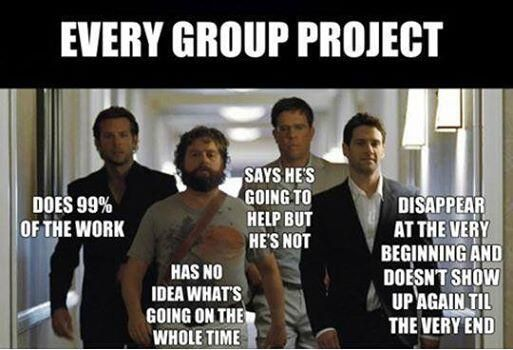 EVERY GROUP PROJECT
DOES 99%
OF THE WORK
HAS NO
IDEA WHAT'S
GOING ON THE
WHOLE TIME
SAYS HE'S
GOING TO
HELP BUT
HE'S NOT
DISAPPEAR
AT THE VERY
BEGINNING AND
DOESN'T SHOW
UP AGAIN TIL
THE VERY END